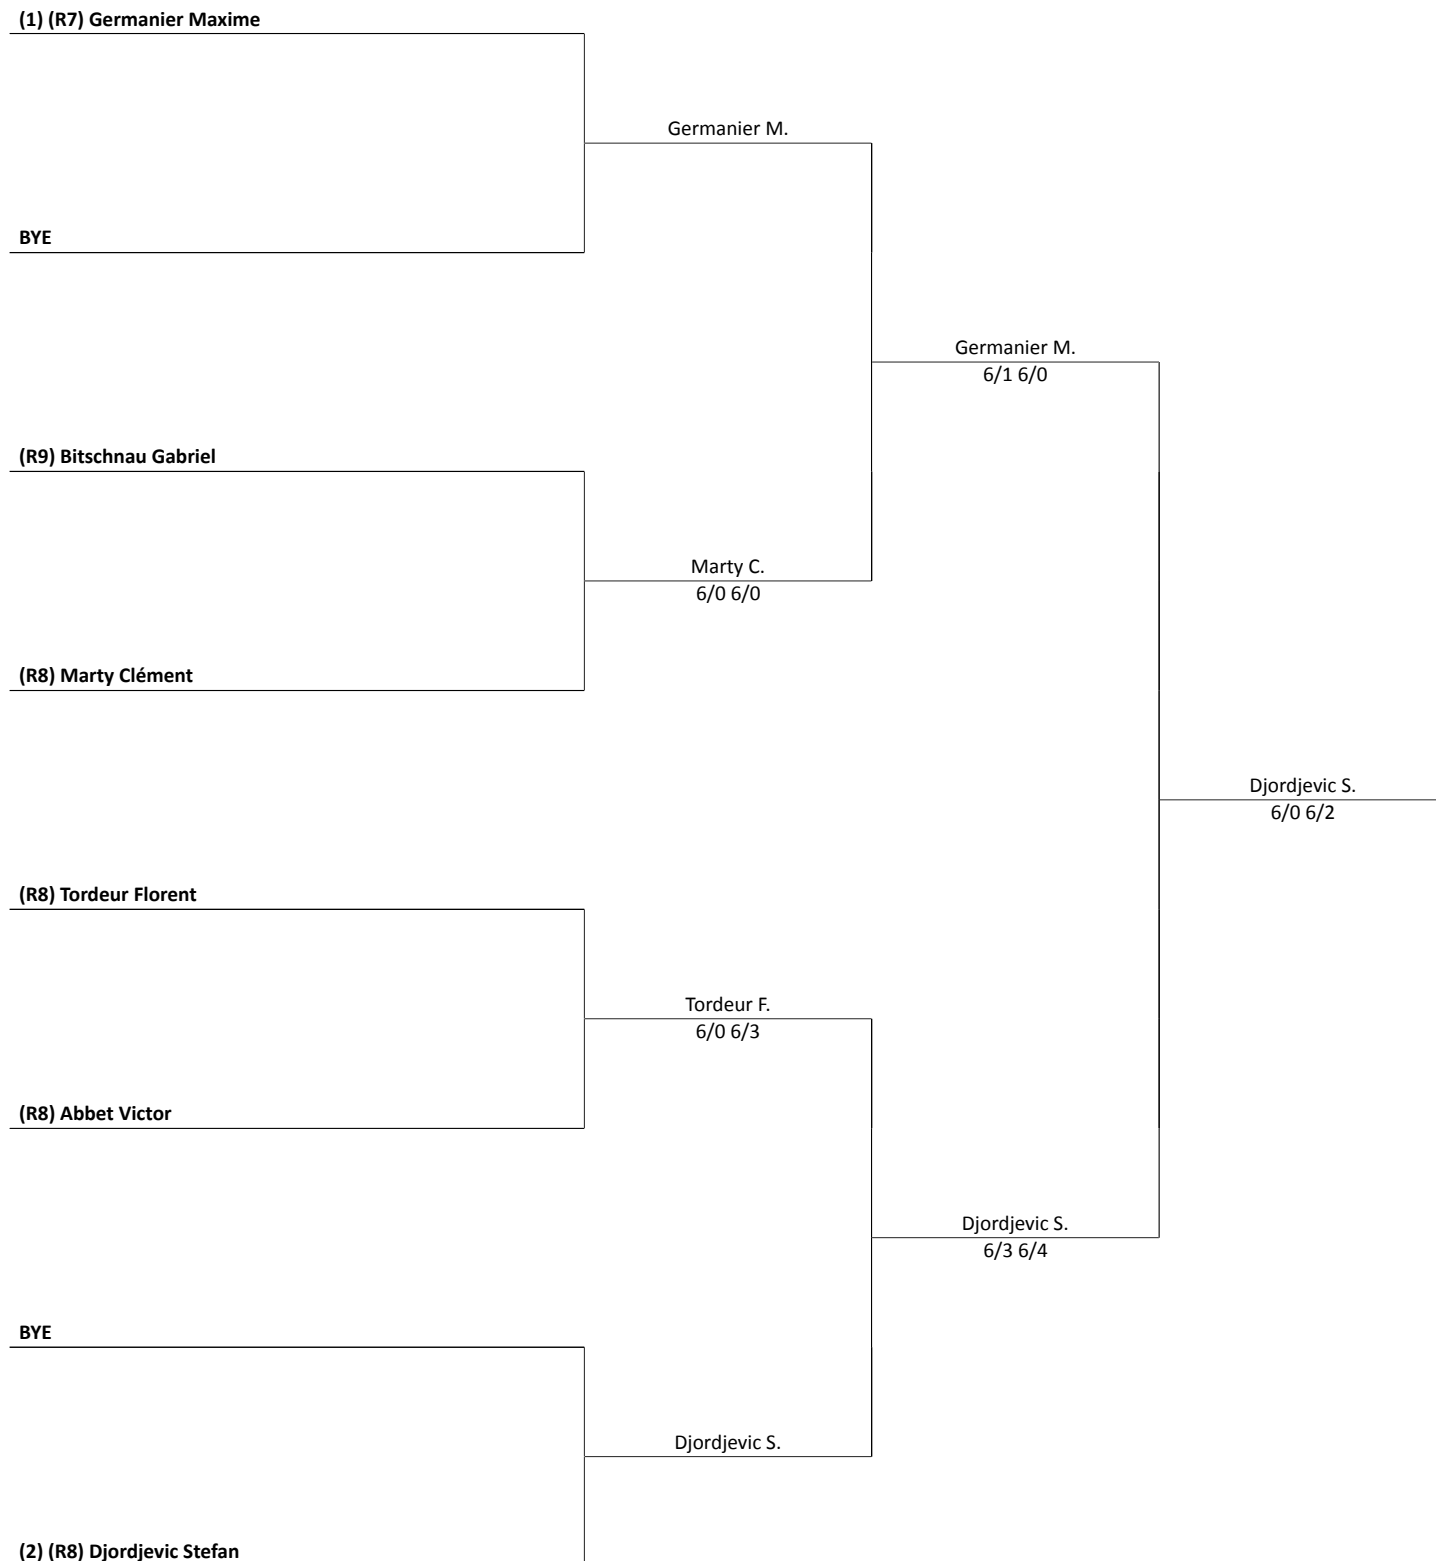 (1) (R7) Germanier Maxime
Germanier M.
BYE
Germanier M.
6/1 6/0
(R9) Bitschnau Gabriel
Marty C.
6/0 6/0
(R8) Marty Clément
Djordjevic S.
6/0 6/2
(R8) Tordeur Florent
Tordeur F.
6/0 6/3
(R8) Abbet Victor
Djordjevic S.
6/3 6/4
BYE
Djordjevic S.
(2) (R8) Djordjevic Stefan